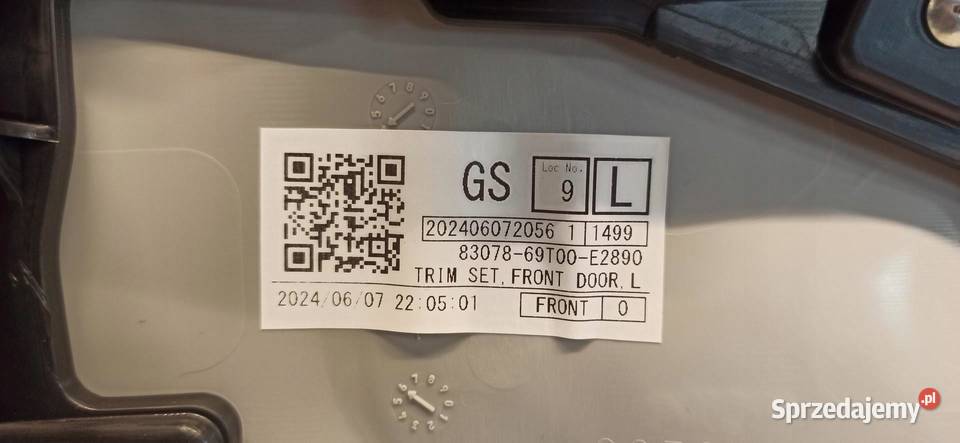 GS
Loc No.
9
L
202406072056 1 1499
83078-69T00-E2890
TRIM SET, FRONT DOOR, L
2024/06/07 22:05:01
FRONT 0
Sprzedajemy.pl